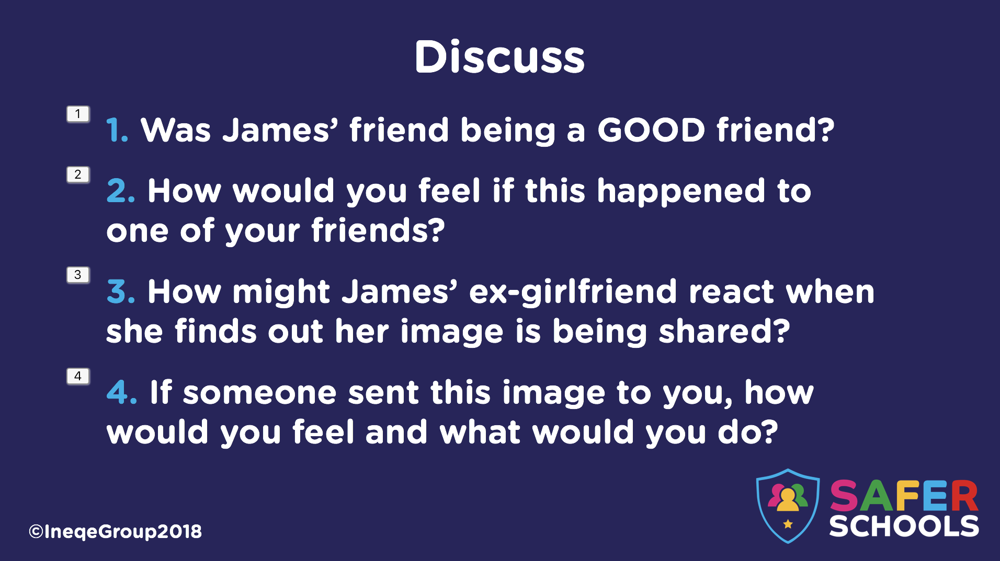 Discuss
1
1. Was James’ friend being a GOOD friend?
2
2. How would you feel if this happened to
one of your friends?
3
3. How might James’ ex-girlfriend react when
she finds out her image is being shared?
4
4. If someone sent this image to you, how
would you feel and what would you do?
SAFER
SCHOOLS
©IneqeGroup2018